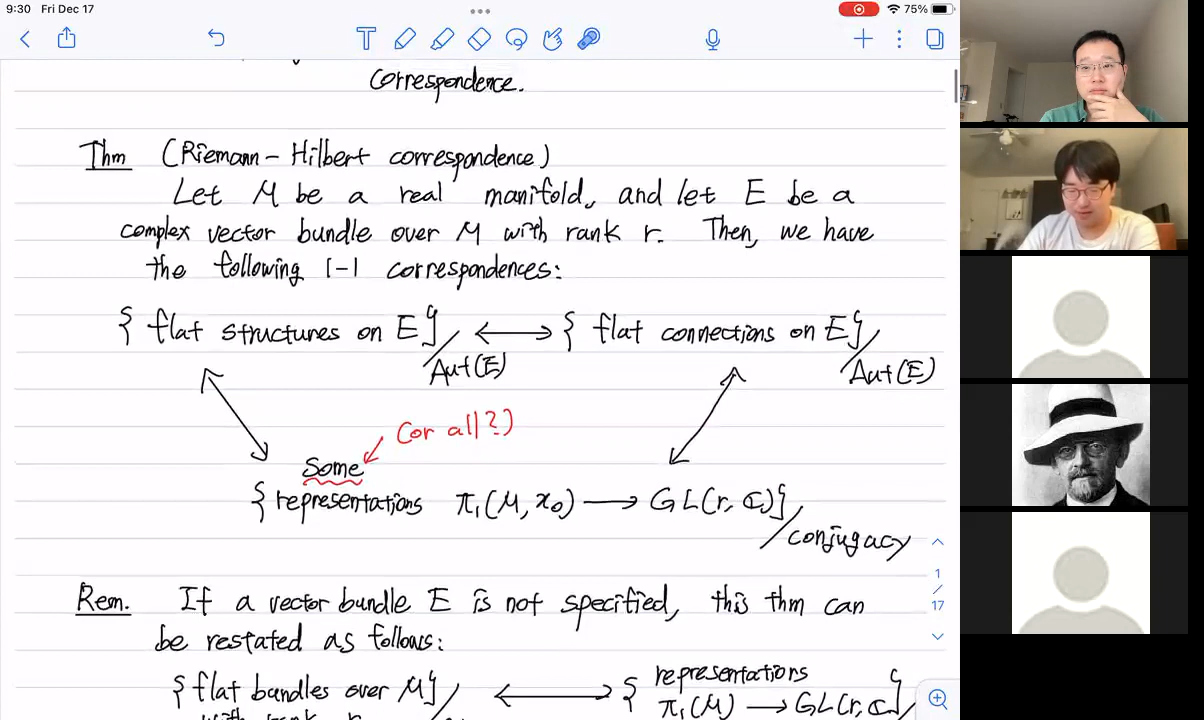 9:30 Fri Dec 17
75%
correspondence.
Thm (Riemann-Hilbert correspondence)
Let M be a real manifold, and let E be a
complex vector bundle over M with rank r. Then, we have
the following 1-1 correspondences:
{ flat structures on E}/Aut(E) ⟷ { flat connections on E}/Aut(E)
(or all?)
Some
{ representations π₁(M, x₀) ⟶ GL(r, ℂ)}/conjugacy
1
/
17
Rem. If a vector bundle E is not specified, this thm can
be restated as follows:
{ flat bundles over M}/ ⟷ { representations
π₁(M) ⟶ GL(r, ℂ)}/
with rank r